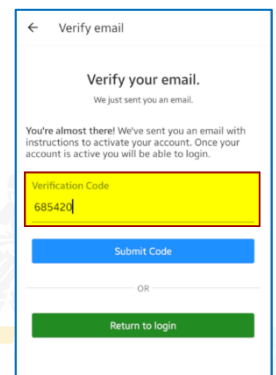 ← Verify email
Verify your email.
We just sent you an email.
You're almost there! We've sent you an email with
instructions to activate your account. Once your
account is active you will be able to login.
Verification Code
685420
Submit Code
OR
Return to login